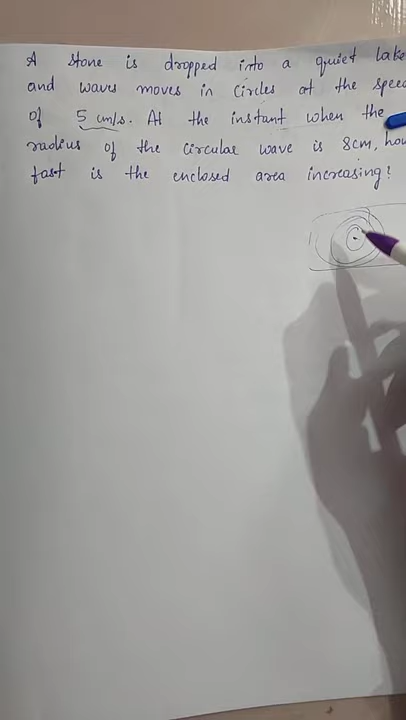 A stone is dropped into a quiet lake
and waves moves in circles at the speed
of 5 cm/s. At the instant when the
radius of the circular wave is 8cm, how
fast is the enclosed area increasing?